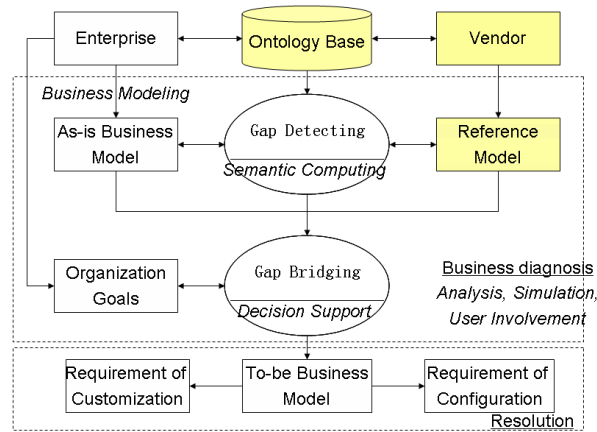 Enterprise
Ontology Base
Vendor
Business Modeling
As-is Business
Model
Gap Detecting
Semantic Computing
Reference
Model
Organization
Goals
Gap Bridging
Decision Support
Business diagnosis
Analysis, Simulation,
User Involvement
Requirement of
Customization
To-be Business
Model
Requirement of
Configuration
Resolution